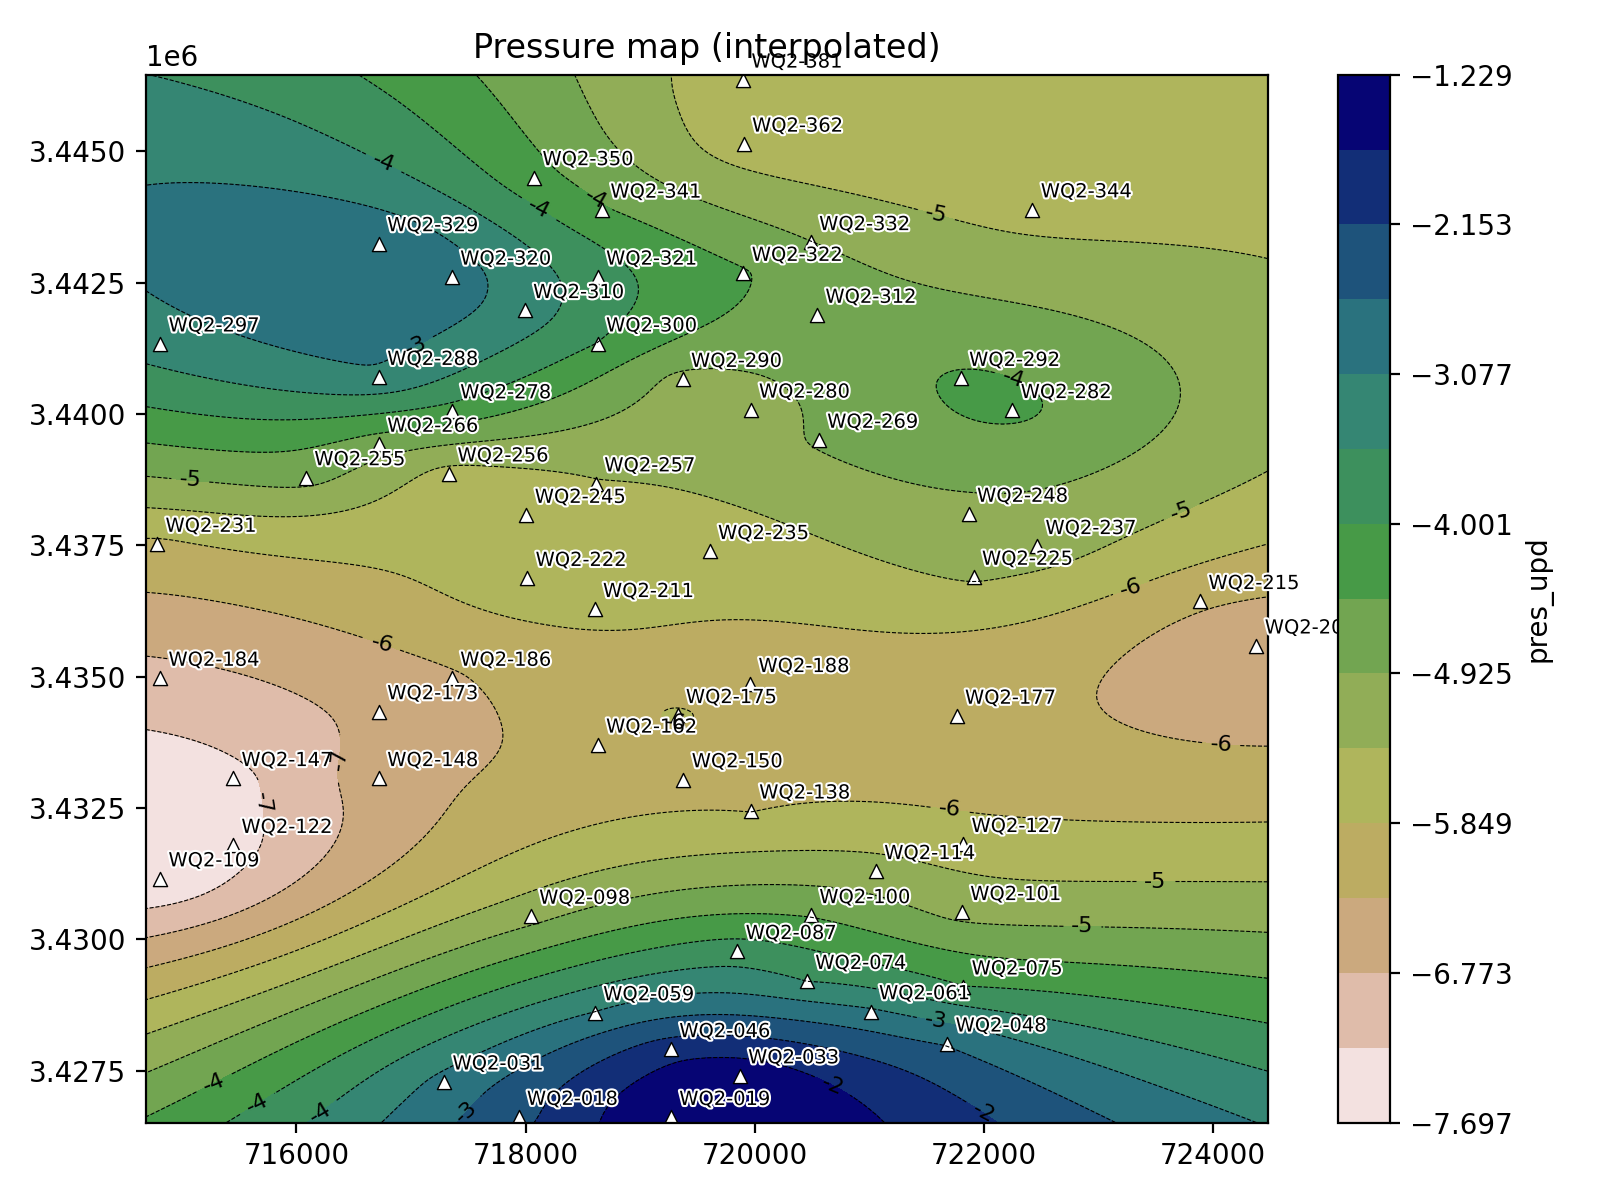 Pressure map (interpolated)
1e6
WQ2-381
WQ2-362
3.4450
WQ2-350
-4
WQ2-341
WQ2-344
-4
-4
-5
WQ2-329
WQ2-332
WQ2-320
WQ2-321
WQ2-322
3.4425
WQ2-310
WQ2-312
WQ2-297
WQ2-300
-3
WQ2-288
WQ2-290
WQ2-292
-4
WQ2-278
WQ2-280
WQ2-282
3.4400
WQ2-266
WQ2-269
WQ2-255
WQ2-256
WQ2-257
-5
WQ2-245
WQ2-248
-5
WQ2-231
WQ2-235
WQ2-237
3.4375
WQ2-222
WQ2-225
WQ2-211
-6
WQ2-215
WQ2-20
-6
WQ2-184
WQ2-186
WQ2-188
3.4350
WQ2-173
WQ2-175
WQ2-177
-6
WQ2-162
-6
WQ2-147
-7
WQ2-148
WQ2-150
-7
WQ2-138
-6
3.4325
WQ2-122
WQ2-127
WQ2-109
WQ2-114
-5
WQ2-098
WQ2-100
WQ2-101
3.4300
WQ2-087
-5
WQ2-074
WQ2-075
WQ2-059
WQ2-061
-3
WQ2-046
WQ2-048
3.4275
WQ2-031
WQ2-033
-4
-2
WQ2-018
WQ2-019
-4
-4
-3
-2
716000
718000
720000
722000
724000
−1.229
−2.153
−3.077
−4.001
−4.925
−5.849
−6.773
−7.697
pres_upd